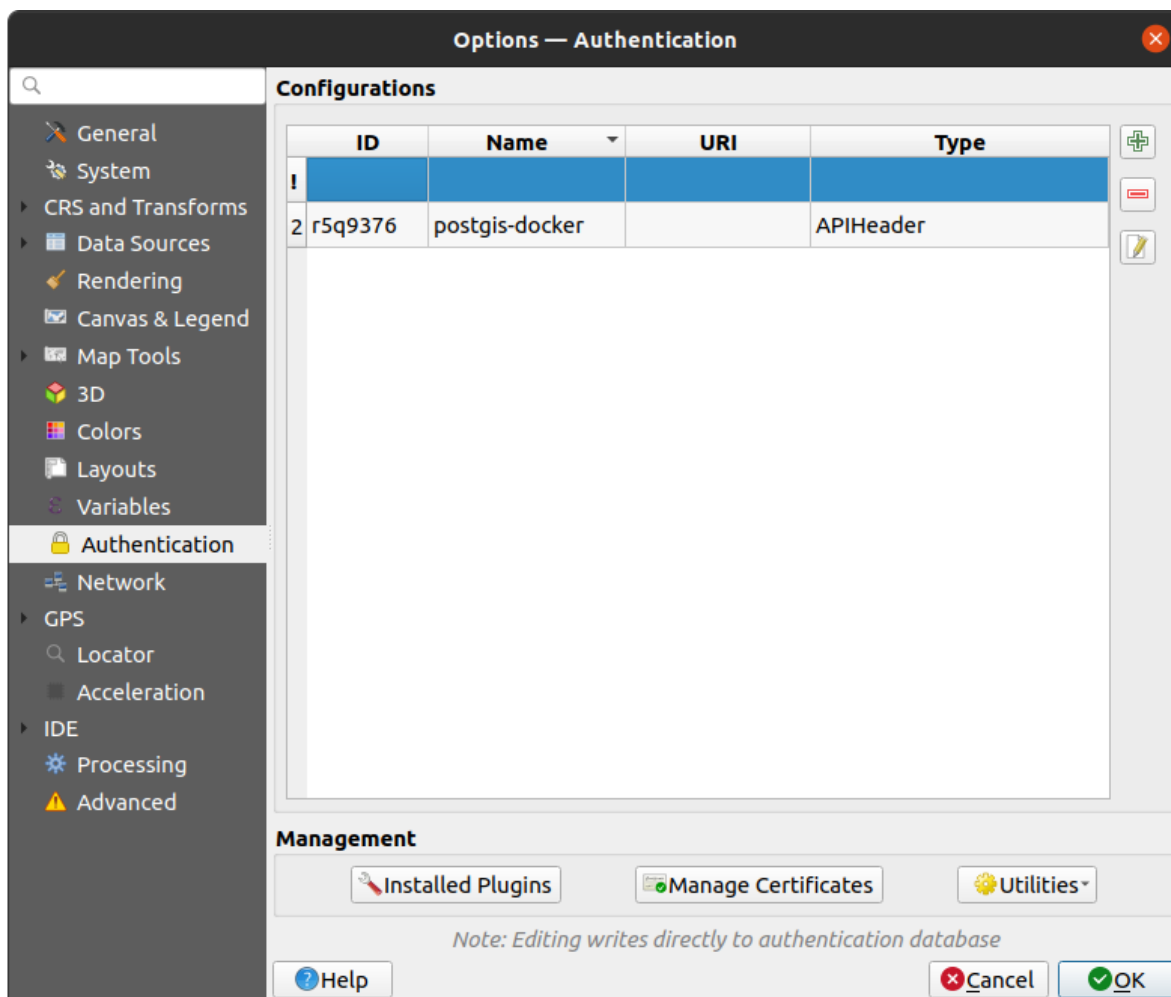 Options — Authentication
Configurations
General
System
CRS and Transforms
Data Sources
Rendering
Canvas & Legend
Map Tools
3D
Colors
Layouts
Variables
Authentication
Network
GPS
Locator
Acceleration
IDE
Processing
Advanced
ID Name URI Type
!
2 r5q9376 postgis-docker APIHeader
Management
Installed Plugins Manage Certificates Utilities
Note: Editing writes directly to authentication database
Help Cancel OK